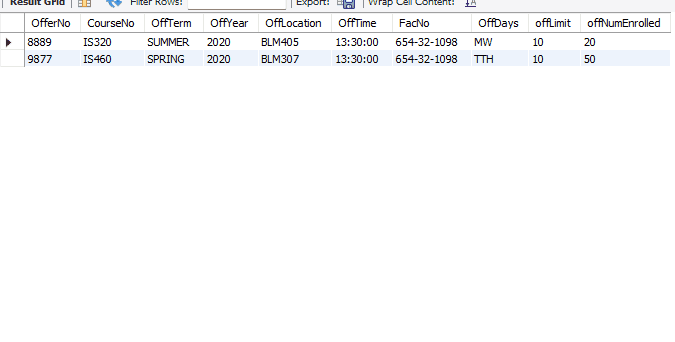 Result Grid Filter Rows: Export: Wrap Cell Content:
OfferNo CourseNo OffTerm OffYear OffLocation OffTime FacNo OffDays offLimit offNumEnrolled
8889 IS320 SUMMER 2020 BLM405 13:30:00 654-32-1098 MW 10 20
9877 IS460 SPRING 2020 BLM307 13:30:00 654-32-1098 TTH 10 50